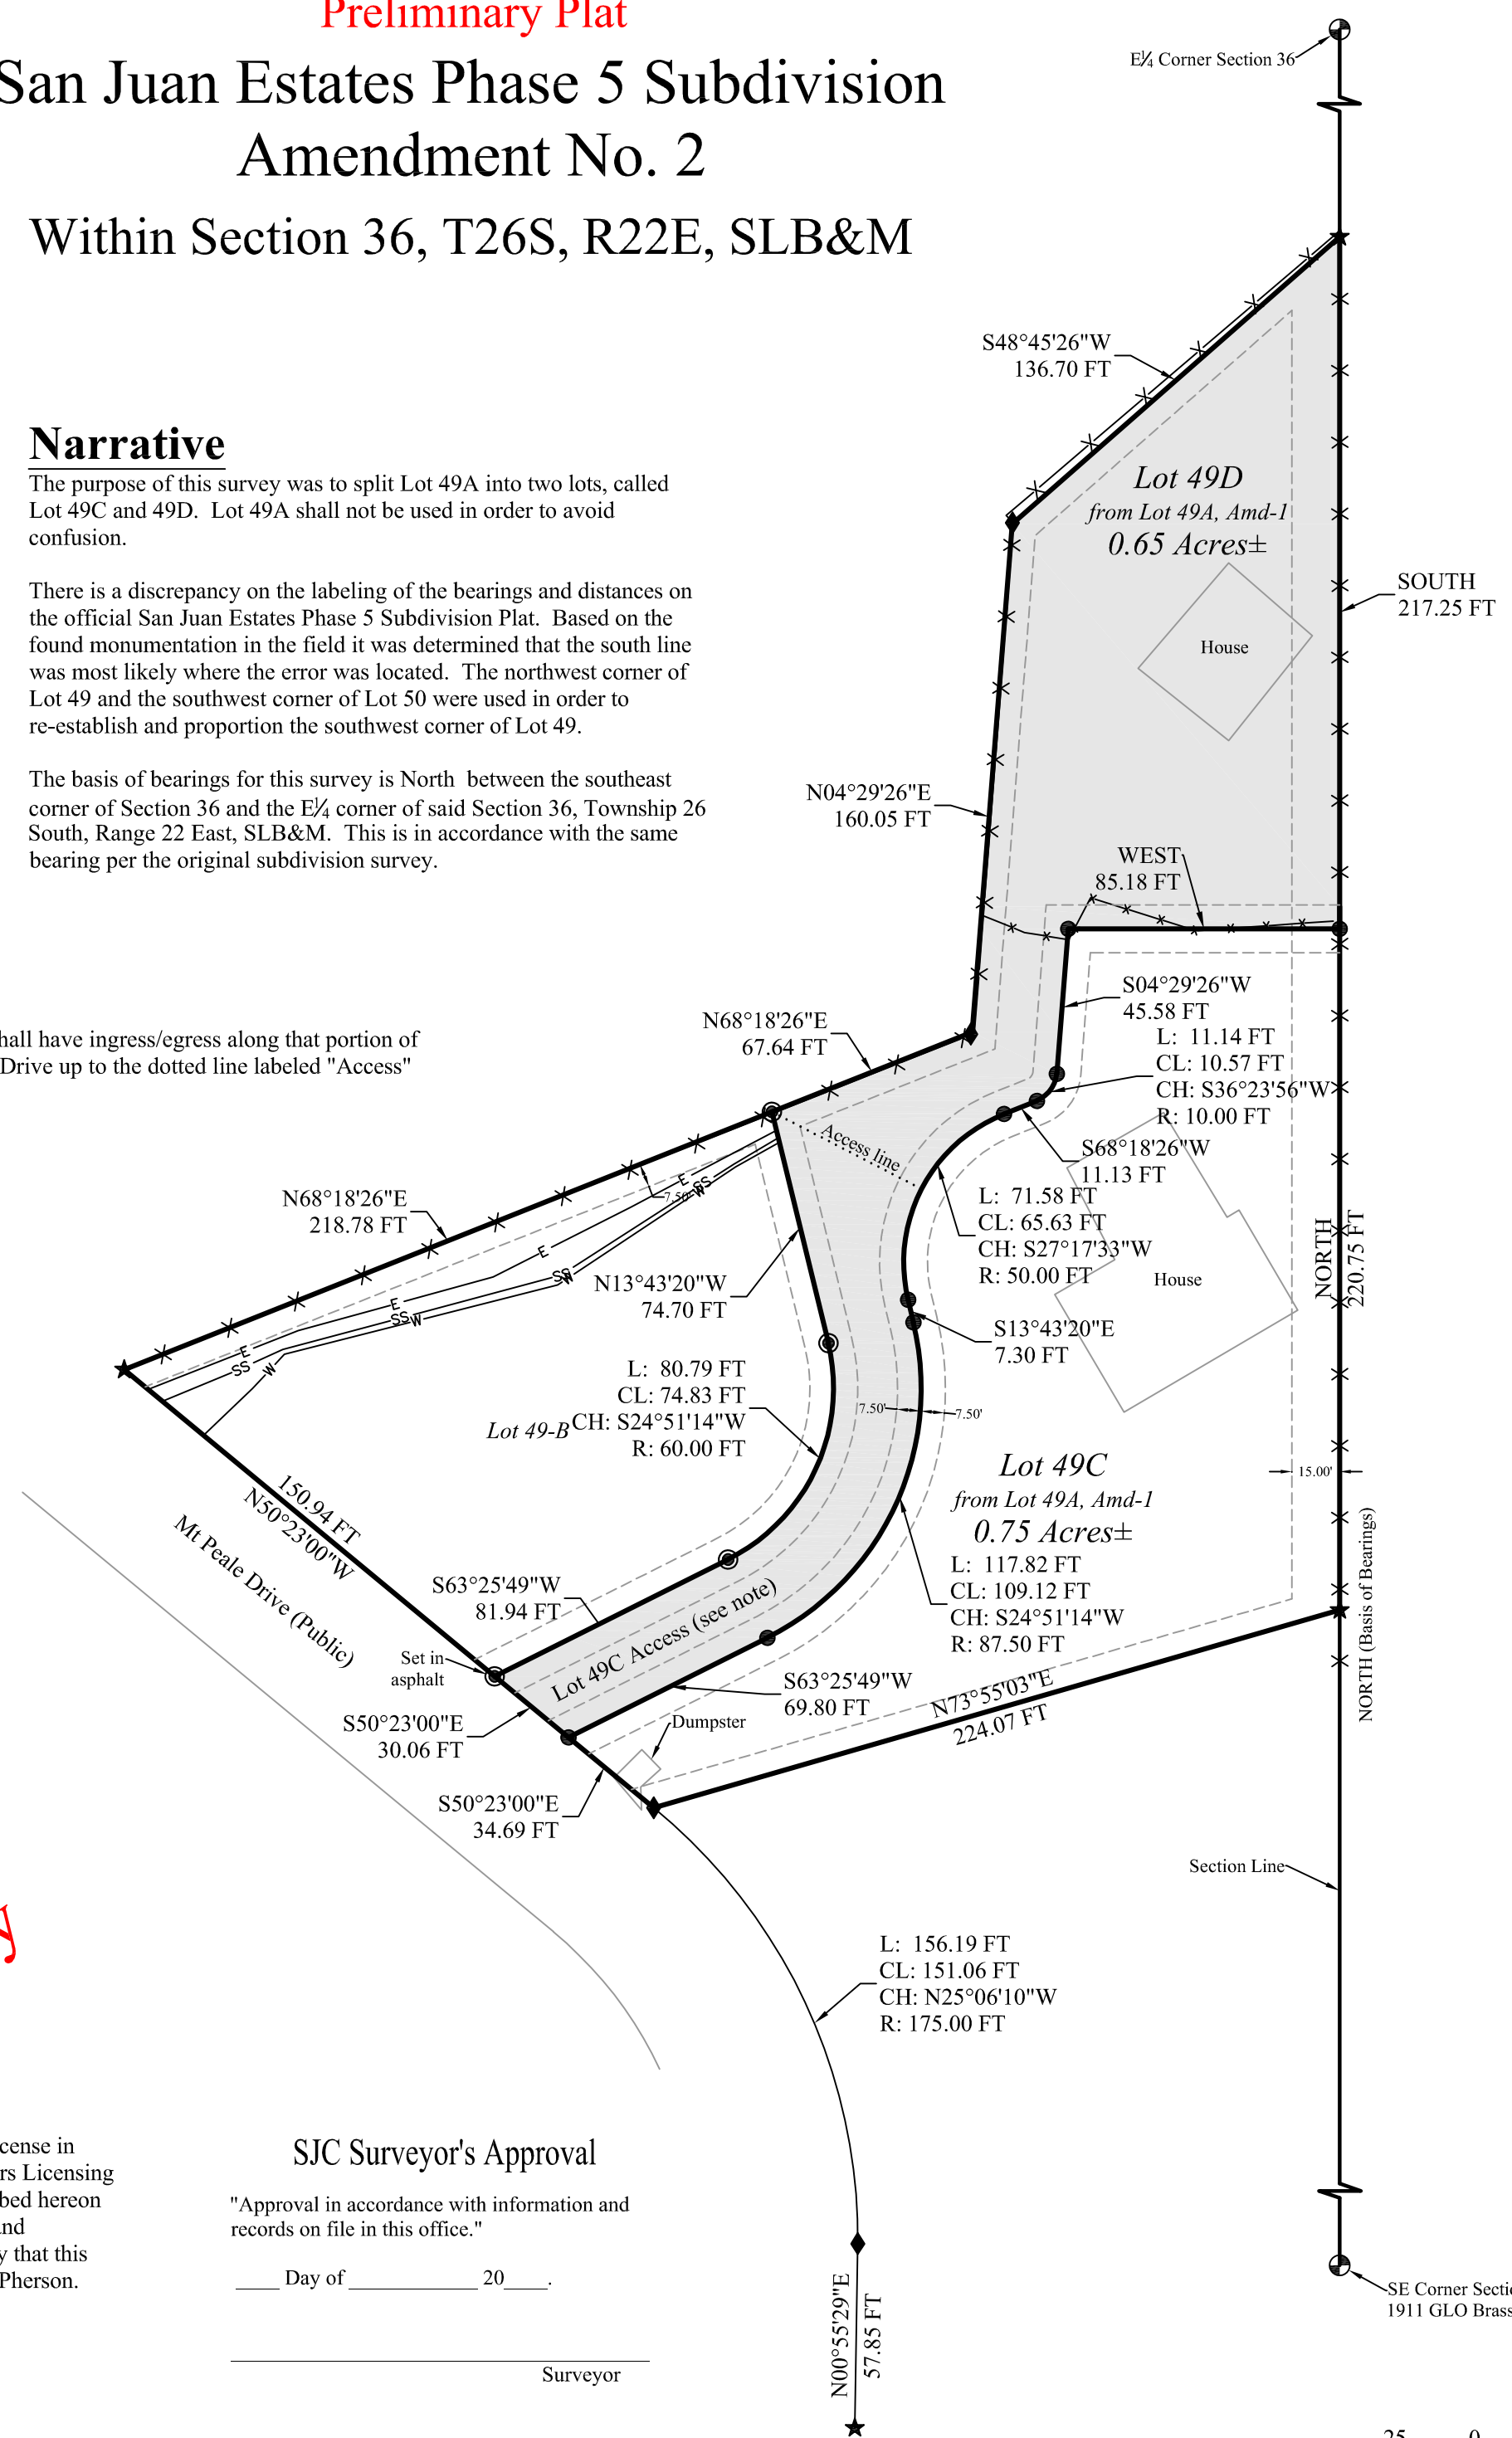 Preliminary Plat
San Juan Estates Phase 5 Subdivision
Amendment No. 2
Within Section 36, T26S, R22E, SLB&M
E¼ Corner Section 36
S48°45'26"W
136.70 FT
Narrative
The purpose of this survey was to split Lot 49A into two lots, called
Lot 49C and 49D.  Lot 49A shall not be used in order to avoid
confusion.
There is a discrepancy on the labeling of the bearings and distances on
the official San Juan Estates Phase 5 Subdivision Plat.  Based on the
found monumentation in the field it was determined that the south line
was most likely where the error was located.  The northwest corner of
Lot 49 and the southwest corner of Lot 50 were used in order to
re-establish and proportion the southwest corner of Lot 49.
The basis of bearings for this survey is North  between the southeast
corner of Section 36 and the E¼ corner of said Section 36, Township 26
South, Range 22 East, SLB&M.  This is in accordance with the same
bearing per the original subdivision survey.
Lot 49D
from Lot 49A, Amd-1
0.65 Acres±
SOUTH
217.25 FT
House
N04°29'26"E
160.05 FT
WEST
85.18 FT
S04°29'26"W
45.58 FT
L:  11.14 FT
CL: 10.57 FT
CH: S36°23'56"W
R: 10.00 FT
N68°18'26"E
67.64 FT
hall have ingress/egress along that portion of
Drive up to the dotted line labeled "Access"
Access line
S68°18'26"W
11.13 FT
7.50'
E
SS
W
N68°18'26"E
218.78 FT
L:  71.58 FT
CL: 65.63 FT
CH: S27°17'33"W
R: 50.00 FT
House
NORTH
220.75 FT
E
SS
W
N13°43'20"W
74.70 FT
E
SS
W
S13°43'20"E
7.30 FT
E
SS
W
L:  80.79 FT
CL: 74.83 FT
CH: S24°51'14"W
R: 60.00 FT
Lot 49-B
7.50'
7.50'
Lot 49C
from Lot 49A, Amd-1
0.75 Acres±
15.00'
150.94 FT
N50°23'00"W
Mt Peale Drive (Public)
L:  117.82 FT
CL: 109.12 FT
CH: S24°51'14"W
R: 87.50 FT
NORTH (Basis of Bearings)
S63°25'49"W
81.94 FT
Lot 49C Access (see note)
Set in
asphalt
S63°25'49"W
69.80 FT
N73°55'03"E
224.07 FT
S50°23'00"E
30.06 FT
Dumpster
S50°23'00"E
34.69 FT
Section Line
y
L:  156.19 FT
CL: 151.06 FT
CH: N25°06'10"W
R: 175.00 FT
cense in
rs Licensing
bed hereon
and
y that this
Pherson.
SJC Surveyor's Approval
"Approval in accordance with information and
records on file in this office."
____ Day of ____________ 20____.
Surveyor
N00°55'29"E
57.85 FT
SE Corner Secti
1911 GLO Brass
25 0